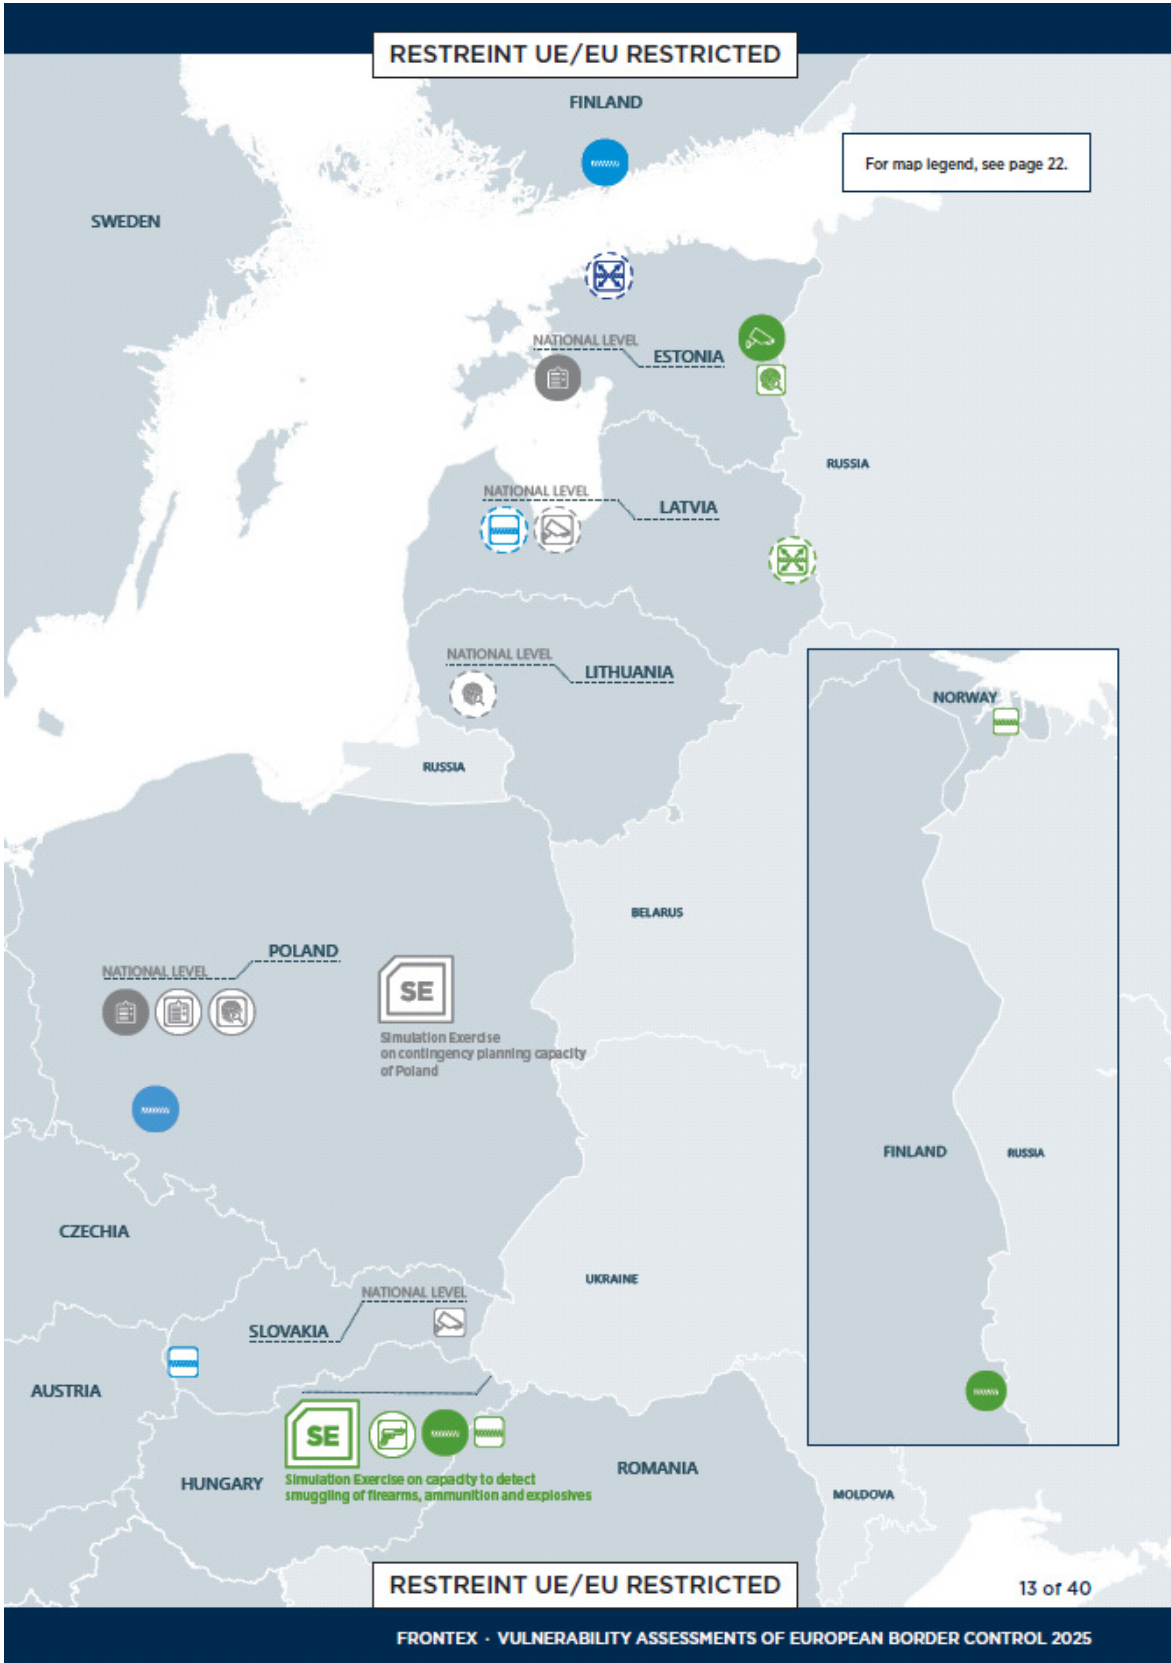 RESTREINT UE/EU RESTRICTED
FINLAND
For map legend, see page 22.
SWEDEN
NATIONAL LEVEL
ESTONIA
RUSSIA
NATIONAL LEVEL
LATVIA
NATIONAL LEVEL
LITHUANIA
NORWAY
RUSSIA
BELARUS
POLAND
NATIONAL LEVEL
SE
Simulation Exercise
on contingency planning capacity
of Poland
FINLAND
RUSSIA
CZECHIA
UKRAINE
NATIONAL LEVEL
SLOVAKIA
AUSTRIA
SE
HUNGARY
Simulation Exercise on capacity to detect
smuggling of firearms, ammunition and explosives
ROMANIA
MOLDOVA
RESTREINT UE/EU RESTRICTED
13 of 40
FRONTEX · VULNERABILITY ASSESSMENTS OF EUROPEAN BORDER CONTROL 2025